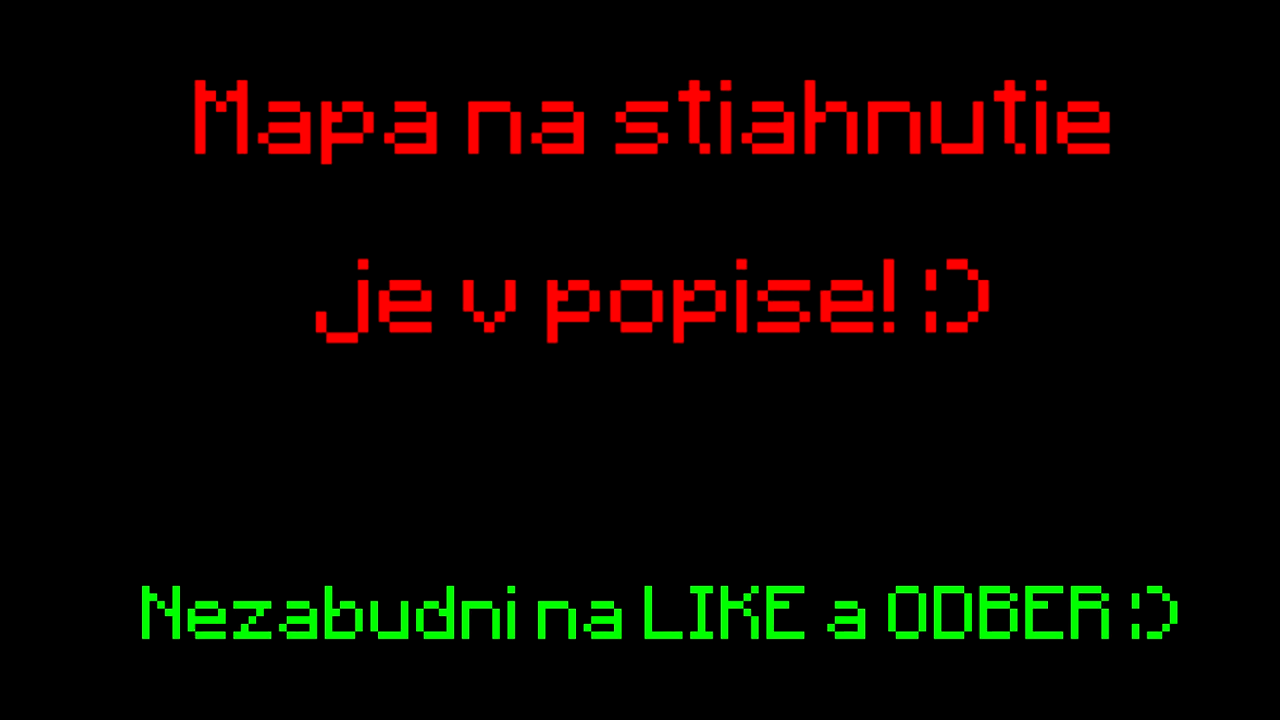 Mapa na stiahnutie
je v popise! :)
Nezabudni na LIKE a ODBER :)